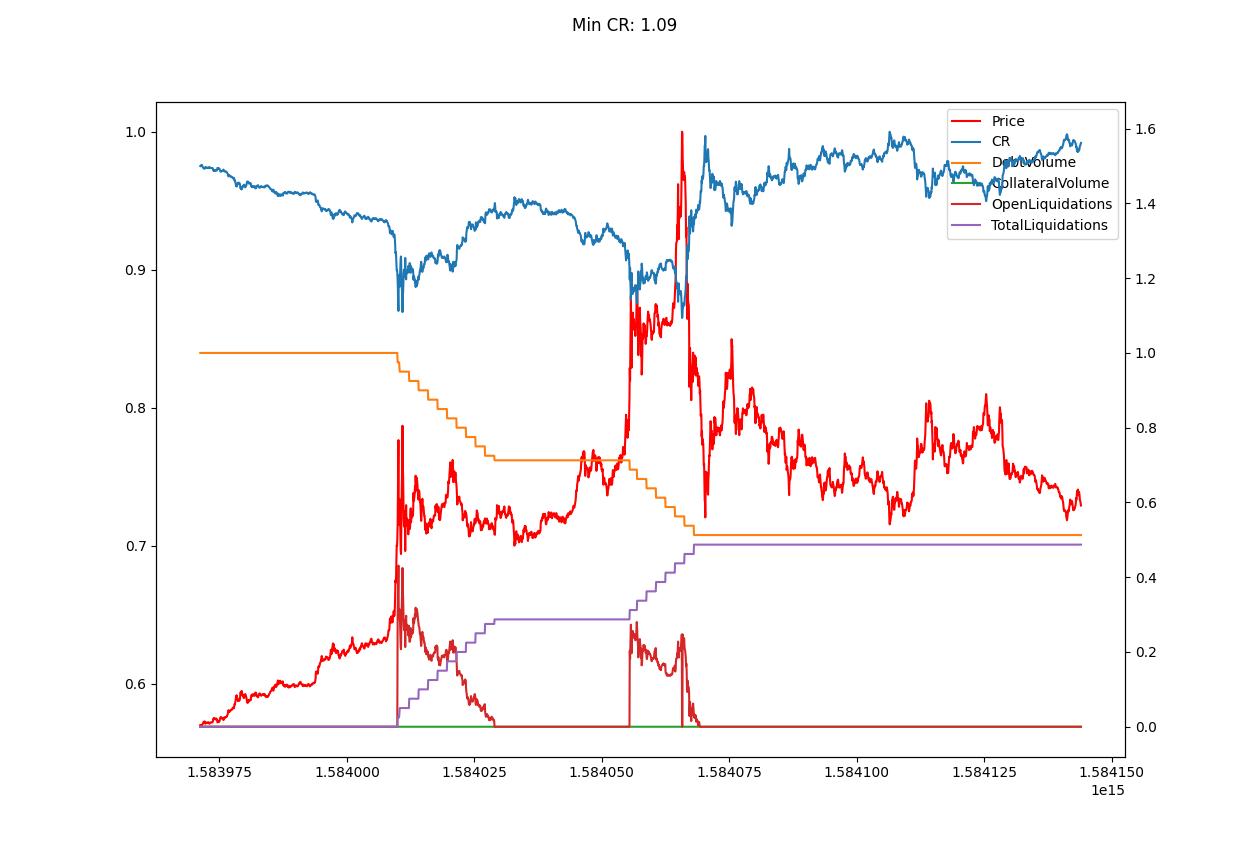 Min CR: 1.09
1.0
0.9
0.8
0.7
0.6
1.6
1.4
1.2
1.0
0.8
0.6
0.4
0.2
0.0
Price
CR
DebtVolume
CollateralVolume
OpenLiquidations
TotalLiquidations
1.583975 1.584000 1.584025 1.584050 1.584075 1.584100 1.584125 1.584150
1e15